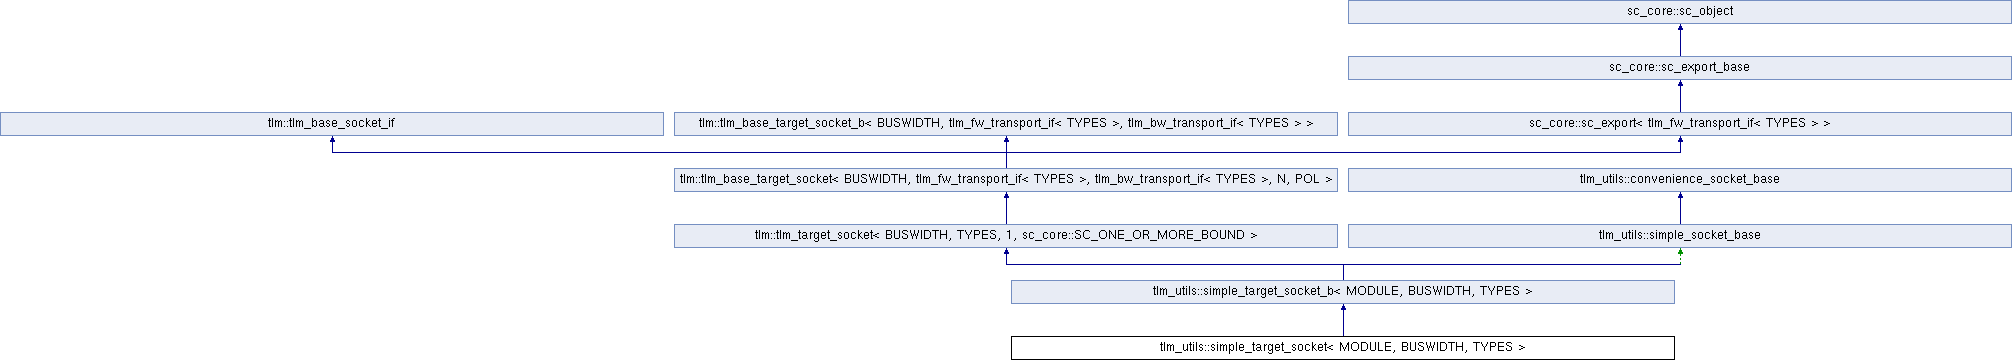 sc_core::sc_object
sc_core::sc_export_base
tlm::tlm_base_socket_if
tlm::tlm_base_target_socket_b< BUSWIDTH, tlm_fw_transport_if< TYPES >, tlm_bw_transport_if< TYPES > >
sc_core::sc_export< tlm_fw_transport_if< TYPES > >
tlm::tlm_base_target_socket< BUSWIDTH, tlm_fw_transport_if< TYPES >, tlm_bw_transport_if< TYPES >, N, POL >
tlm_utils::convenience_socket_base
tlm::tlm_target_socket< BUSWIDTH, TYPES, 1, sc_core::SC_ONE_OR_MORE_BOUND >
tlm_utils::simple_socket_base
tlm_utils::simple_target_socket_b< MODULE, BUSWIDTH, TYPES >
tlm_utils::simple_target_socket< MODULE, BUSWIDTH, TYPES >